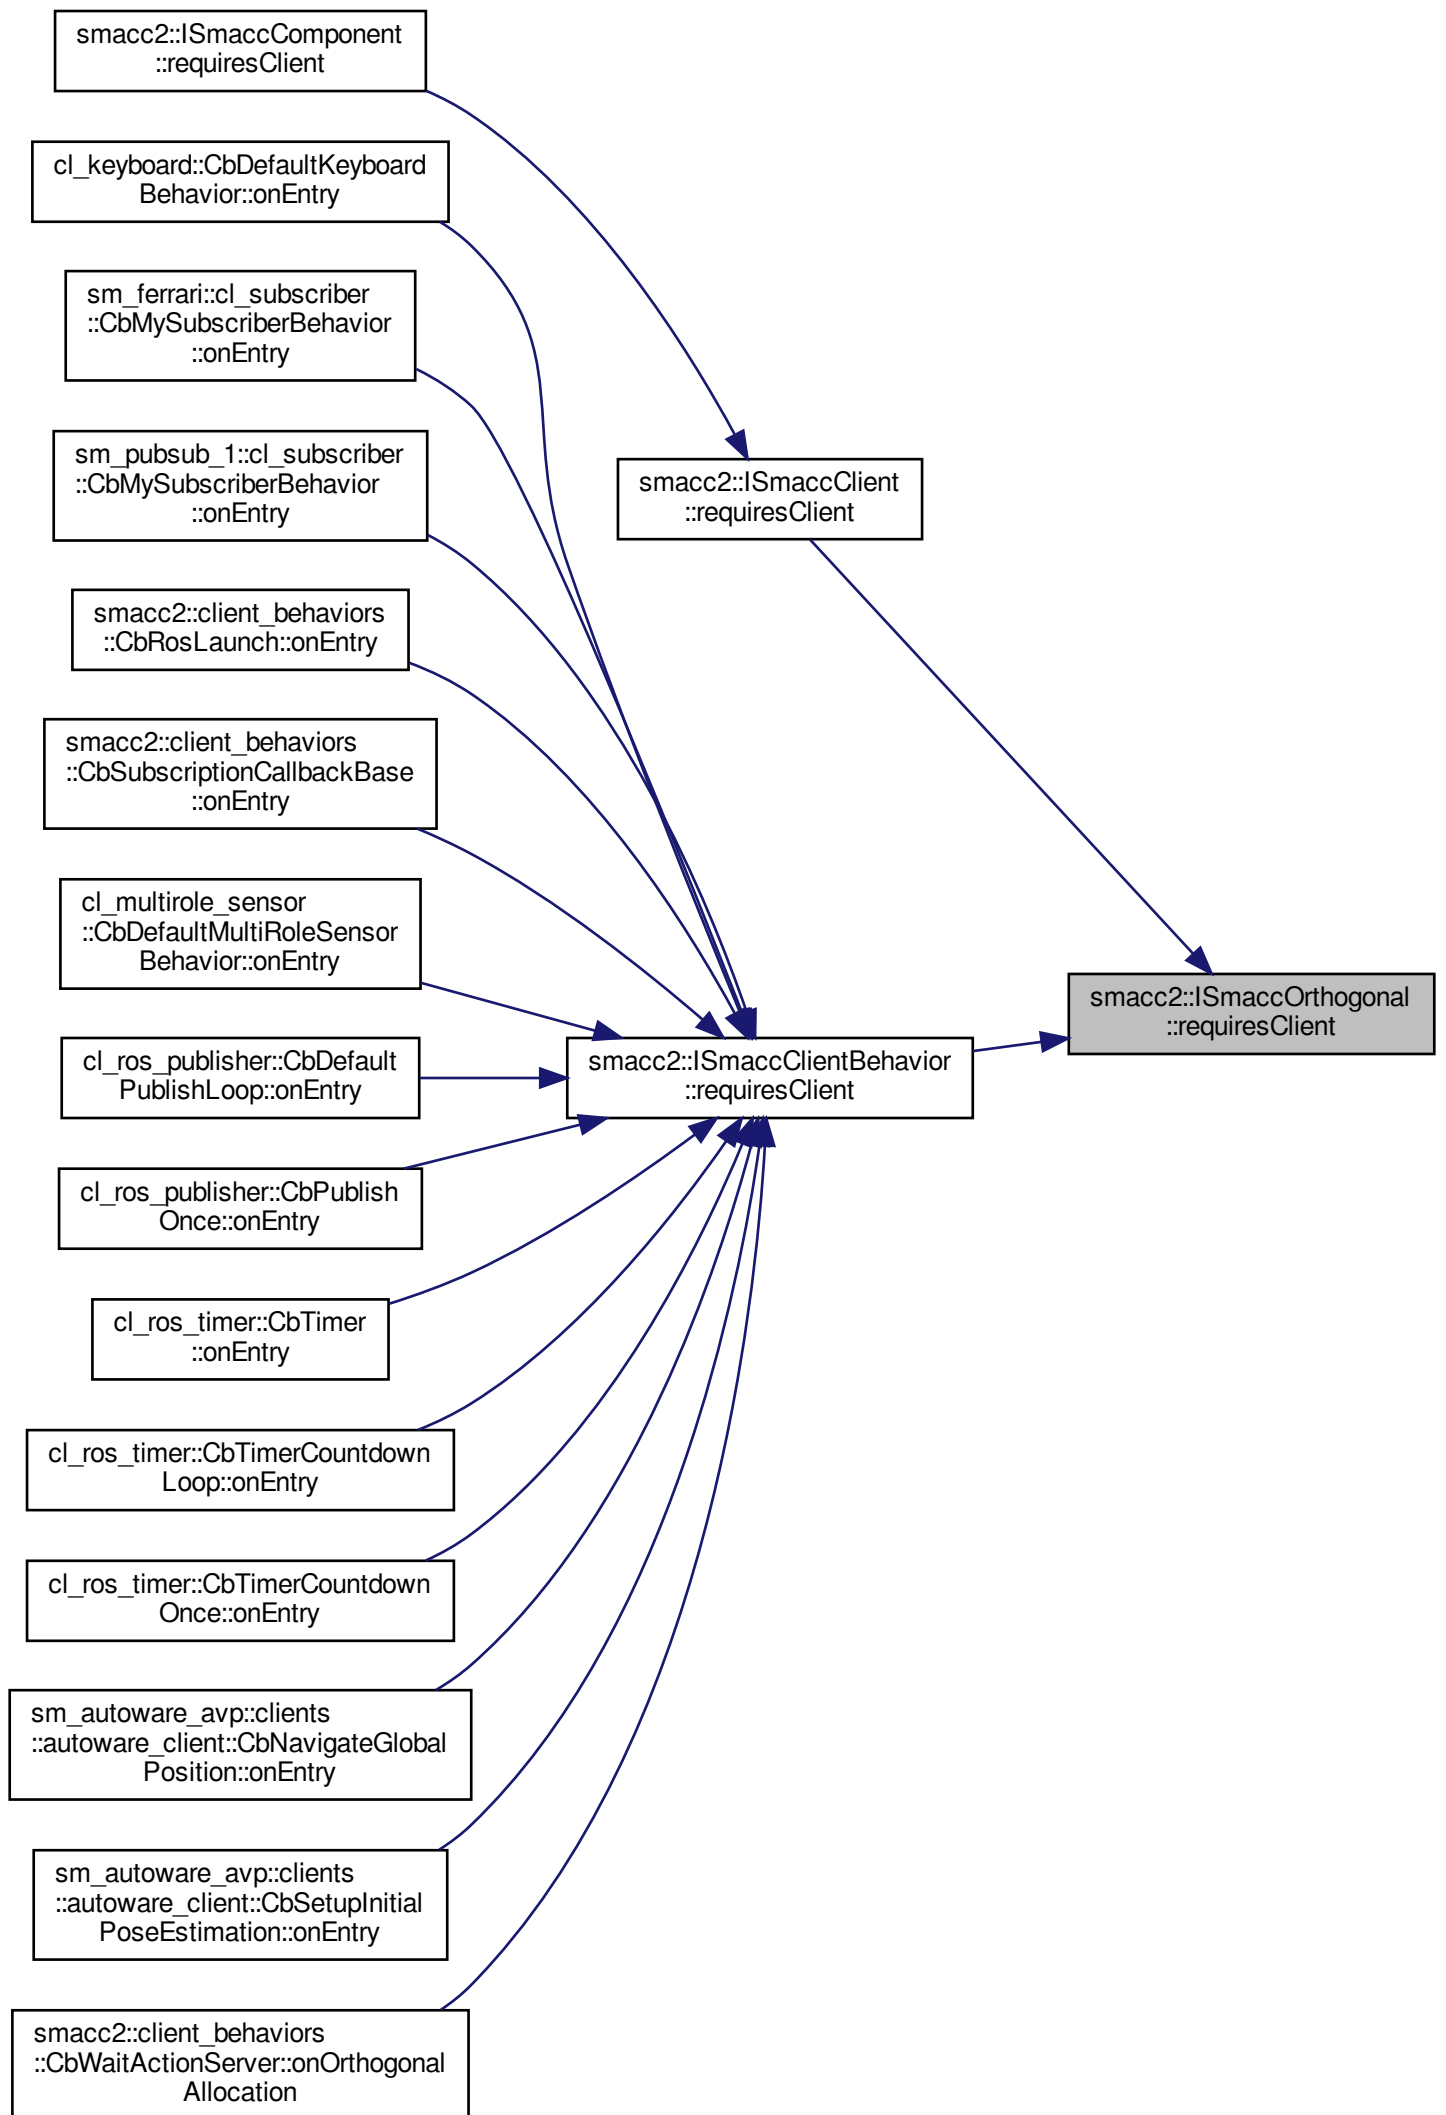 smacc2::ISmaccComponent
::requiresClient
cl_keyboard::CbDefaultKeyboard
Behavior::onEntry
sm_ferrari::cl_subscriber
::CbMySubscriberBehavior
::onEntry
sm_pubsub_1::cl_subscriber
::CbMySubscriberBehavior
::onEntry
smacc2::ISmaccClient
::requiresClient
smacc2::client_behaviors
::CbRosLaunch::onEntry
smacc2::client_behaviors
::CbSubscriptionCallbackBase
::onEntry
cl_multirole_sensor
::CbDefaultMultiRoleSensor
Behavior::onEntry
smacc2::ISmaccOrthogonal
::requiresClient
cl_ros_publisher::CbDefault
PublishLoop::onEntry
smacc2::ISmaccClientBehavior
::requiresClient
cl_ros_publisher::CbPublish
Once::onEntry
cl_ros_timer::CbTimer
::onEntry
cl_ros_timer::CbTimerCountdown
Loop::onEntry
cl_ros_timer::CbTimerCountdown
Once::onEntry
sm_autoware_avp::clients
::autoware_client::CbNavigateGlobal
Position::onEntry
sm_autoware_avp::clients
::autoware_client::CbSetupInitial
PoseEstimation::onEntry
smacc2::client_behaviors
::CbWaitActionServer::onOrthogonal
Allocation